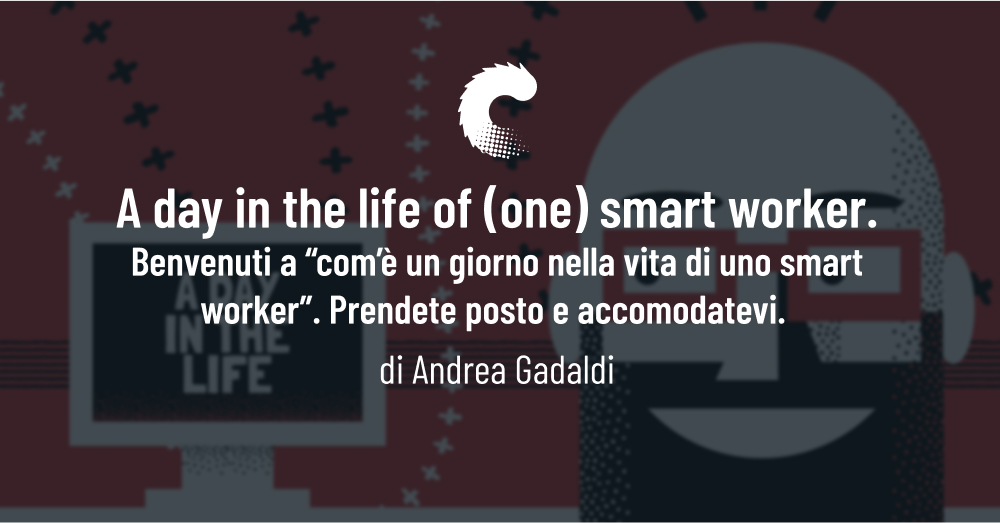 A day in the life of (one) smart worker.
Benvenuti a “com’è un giorno nella vita di uno smart
worker”. Prendete posto e accomodatevi.
di Andrea Gadaldi
A DAY
IN THE
LIFE